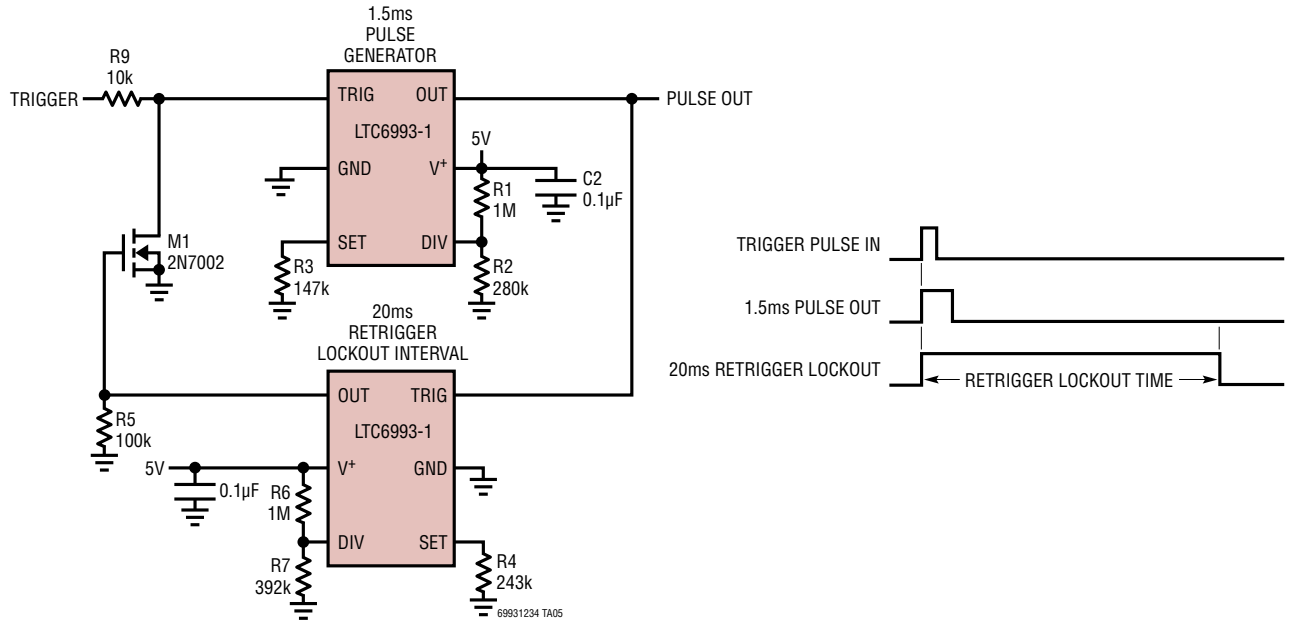 1.5ms
PULSE
GENERATOR
R9
10k
TRIGGER
TRIG
OUT
PULSE OUT
LTC6993-1
5V
GND
V+
R1
1M
C2
0.1µF
M1
2N7002
SET
DIV
R3
147k
R2
280k
20ms
RETRIGGER
LOCKOUT INTERVAL
OUT
TRIG
R5
100k
LTC6993-1
5V
V+
GND
0.1µF
R6
1M
DIV
SET
R7
392k
R4
243k
69931234 TA05
TRIGGER PULSE IN
1.5ms PULSE OUT
20ms RETRIGGER LOCKOUT
RETRIGGER LOCKOUT TIME